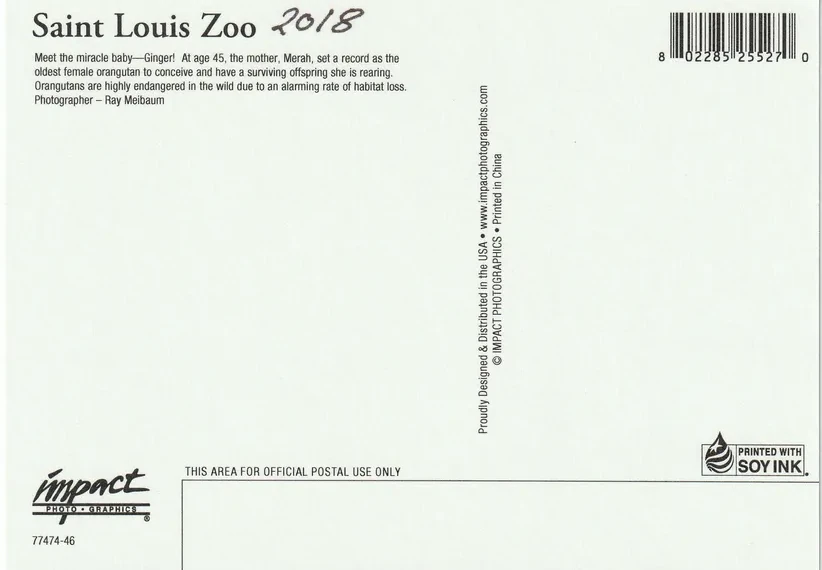 Saint Louis Zoo 2018
Meet the miracle baby—Ginger! At age 45, the mother, Merah, set a record as the
oldest female orangutan to conceive and have a surviving offspring she is rearing.
Orangutans are highly endangered in the wild due to an alarming rate of habitat loss.
Photographer – Ray Meibaum
8 02285 25527 0
Proudly Designed & Distributed in the USA • www.impactphotographics.com
© IMPACT PHOTOGRAPHICS • Printed in China
PRINTED WITH
SOY INK
THIS AREA FOR OFFICIAL POSTAL USE ONLY
impact
PHOTO • GRAPHICS ®
77474-46